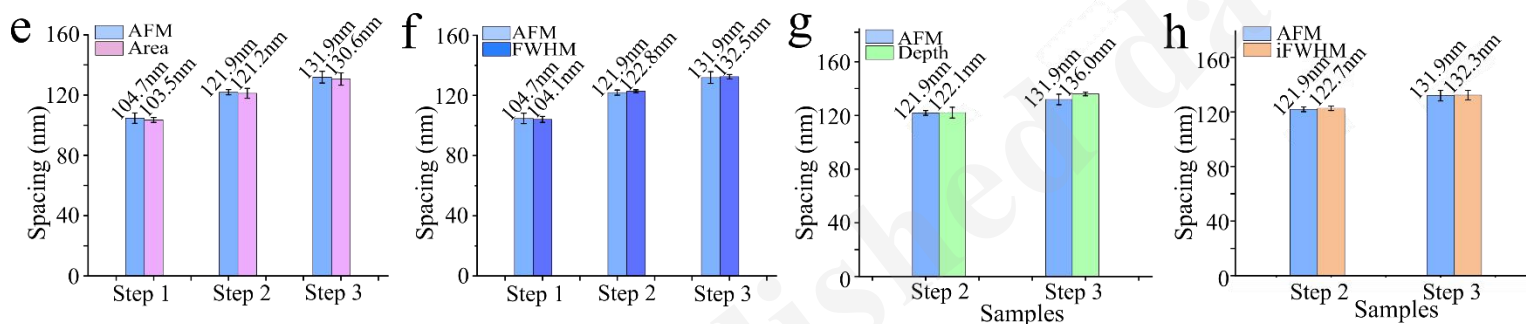 e
160
120
80
40
0
Spacing (nm)
AFM
Area
104.7nm
103.5nm
121.9nm
121.2nm
131.9nm
130.6nm
Step 1 Step 2 Step 3
f
160
120
80
40
0
Spacing (nm)
AFM
FWHM
104.7nm
104.1nm
121.9nm
122.8nm
131.9nm
132.5nm
Step 1 Step 2 Step 3
g
160
120
80
40
0
Spacing (nm)
AFM
Depth
121.9nm
122.1nm
131.9nm
136.0nm
Step 2 Step 3
Samples
h
160
120
80
40
0
Spacing (nm)
AFM
iFWHM
121.9nm
122.7nm
131.9nm
132.3nm
Step 2 Step 3
Samples